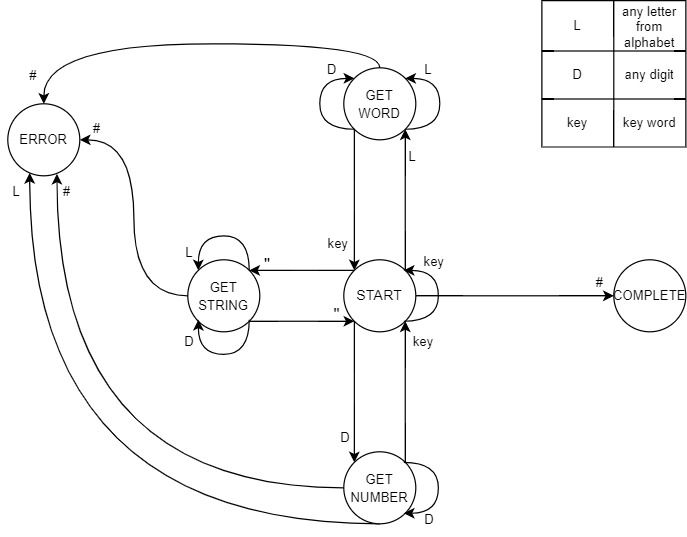 L
any letter
from
alphabet
D
any digit
key
key word
#
D
L
GET
WORD
#
ERROR
L
#
L
key
"
key
L
GET
STRING
START
#
COMPLETE
"
D
key
D
GET
NUMBER
D